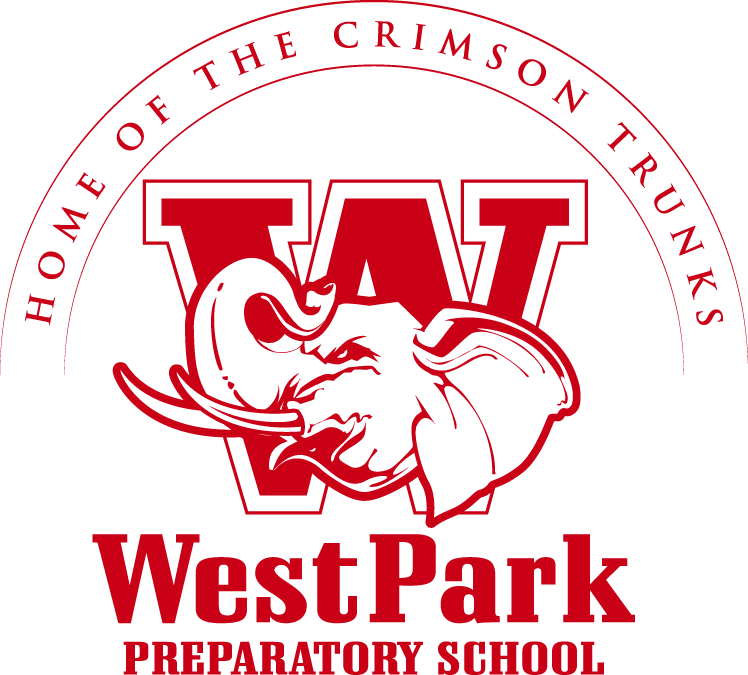 HOME OF THE CRIMSON TRUNKS
W
WestPark
PREPARATORY SCHOOL